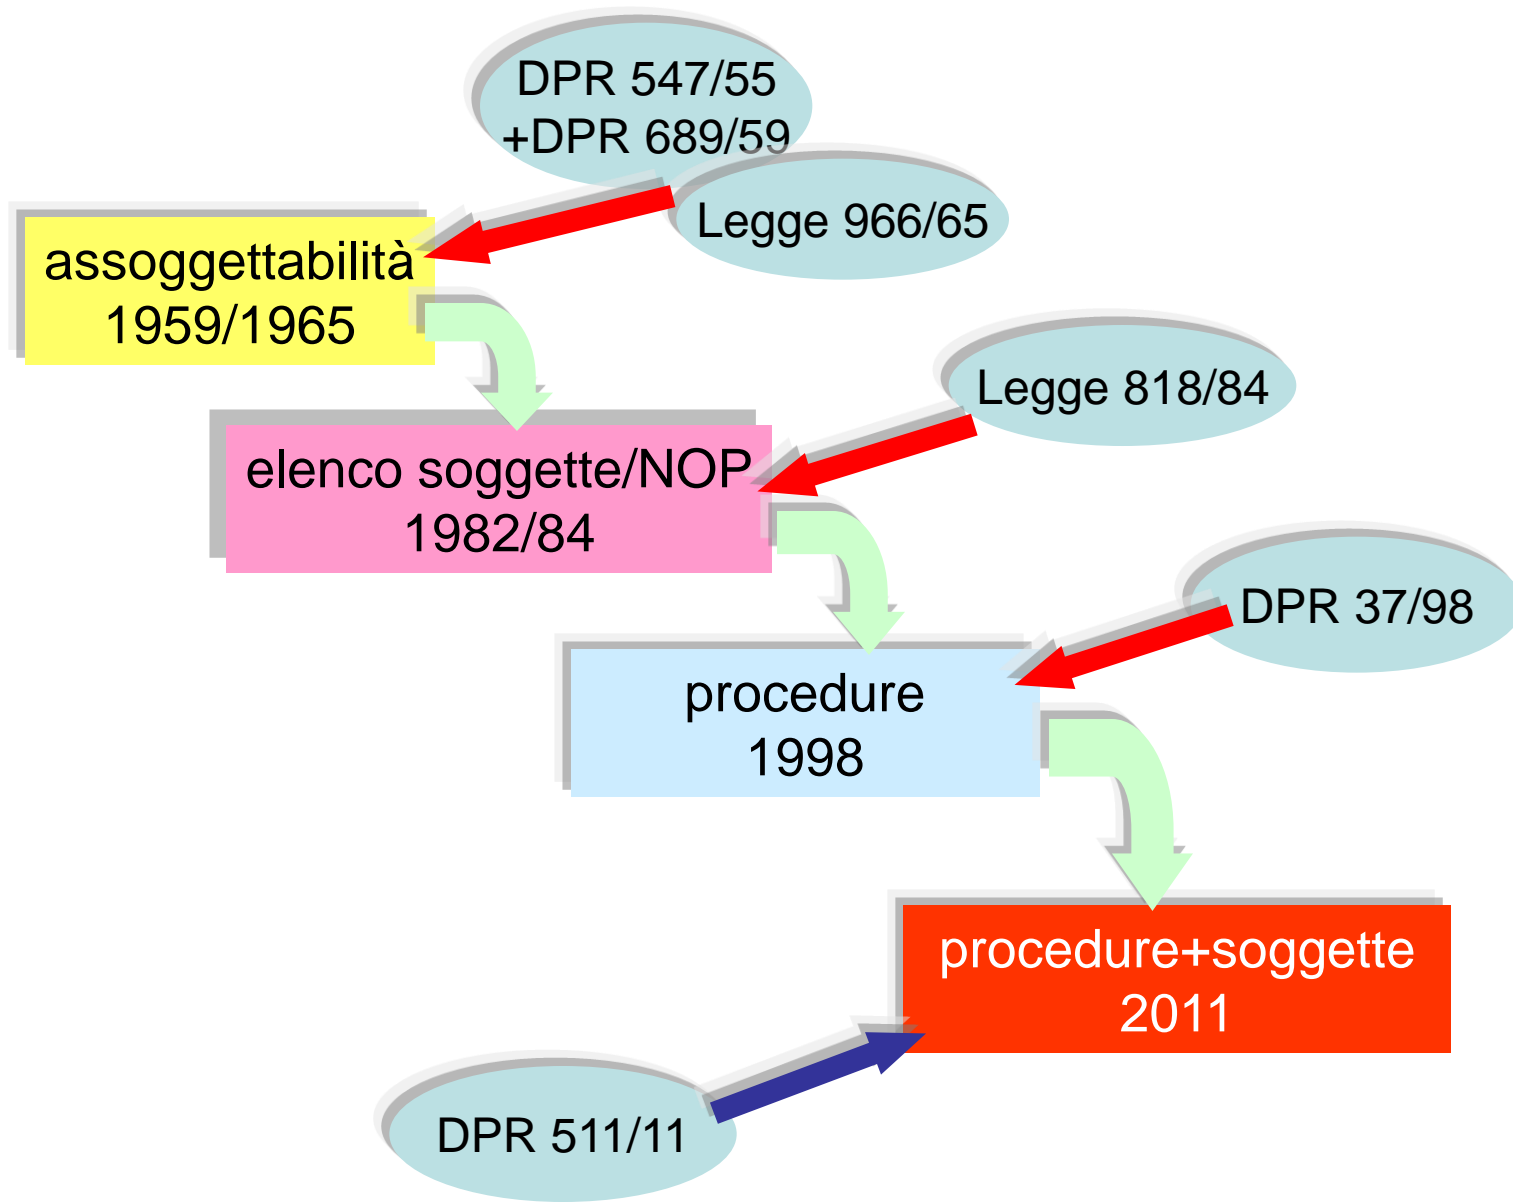 DPR 547/55
+DPR 689/59
Legge 966/65
assoggettabilità
1959/1965
Legge 818/84
elenco soggette/NOP
1982/84
DPR 37/98
procedure
1998
procedure+soggette
2011
DPR 511/11